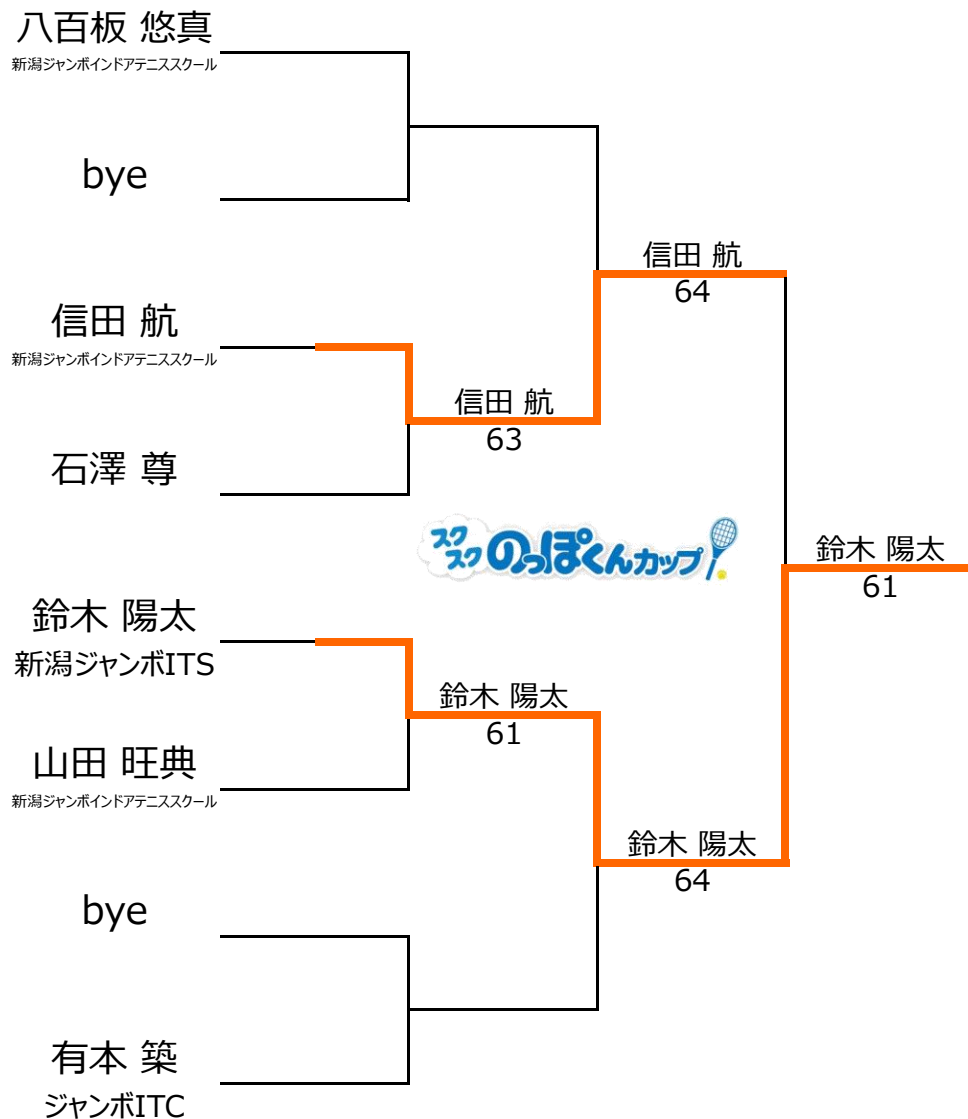 八百板 悠真
新潟ジャンボインドアテニススクール
bye
信田 航
64
信田 航
新潟ジャンボインドアテニススクール
信田 航
63
石澤 尊
スクスクのっぽくんカップ
鈴木 陽太
61
鈴木 陽太
新潟ジャンボITS
鈴木 陽太
61
山田 旺典
新潟ジャンボインドアテニススクール
鈴木 陽太
64
bye
有本 築
ジャンボITC